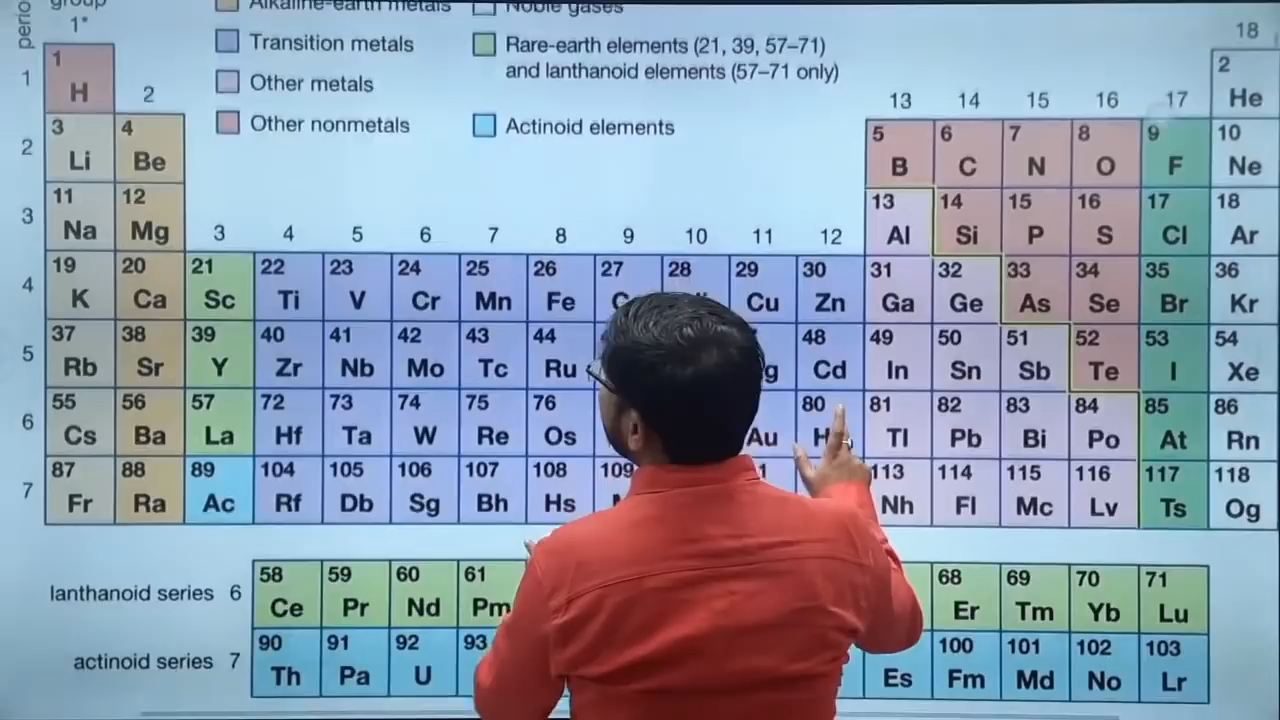 group
1*
18
Alkaline-earth metals
Noble gases
Transition metals
Rare-earth elements (21, 39, 57–71)
and lanthanoid elements (57–71 only)
Other metals
Other nonmetals
Actinoid elements
1 1 H 2 13 14 15 16 17 2 He
2 3 Li 4 Be 5 B 6 C 7 N 8 O 9 F 10 Ne
3 11 Na 12 Mg 3 4 5 6 7 8 9 10 11 12 13 Al 14 Si 15 P 16 S 17 Cl 18 Ar
4 19 K 20 Ca 21 Sc 22 Ti 23 V 24 Cr 25 Mn 26 Fe 27 28 29 Cu 30 Zn 31 Ga 32 Ge 33 As 34 Se 35 Br 36 Kr
5 37 Rb 38 Sr 39 Y 40 Zr 41 Nb 42 Mo 43 Tc 44 Ru 48 Cd 49 In 50 Sn 51 Sb 52 Te 53 I 54 Xe
6 55 Cs 56 Ba 57 La 72 Hf 73 Ta 74 W 75 Re 76 Os Au 80 81 Tl 82 Pb 83 Bi 84 Po 85 At 86 Rn
7 87 Fr 88 Ra 89 Ac 104 Rf 105 Db 106 Sg 107 Bh 108 Hs 109 113 Nh 114 Fl 115 Mc 116 Lv 117 Ts 118 Og
lanthanoid series 6 58 Ce 59 Pr 60 Nd 61 Pm 68 Er 69 Tm 70 Yb 71 Lu
actinoid series 7 90 Th 91 Pa 92 U 93 Es 100 Fm 101 Md 102 No 103 Lr